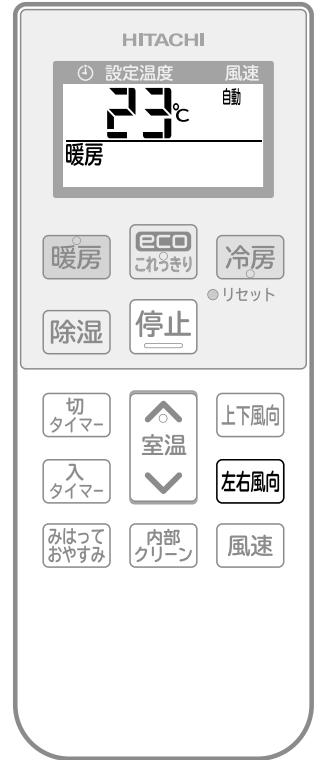 HITACHI
設定温度 風速
23℃ 自動
暖房
暖房
eco
これっきり
冷房
リセット
除湿
停止
切
タイマー
室温
上下風向
入
タイマー
左右風向
みはって
おやすみ
内部
クリーン
風速